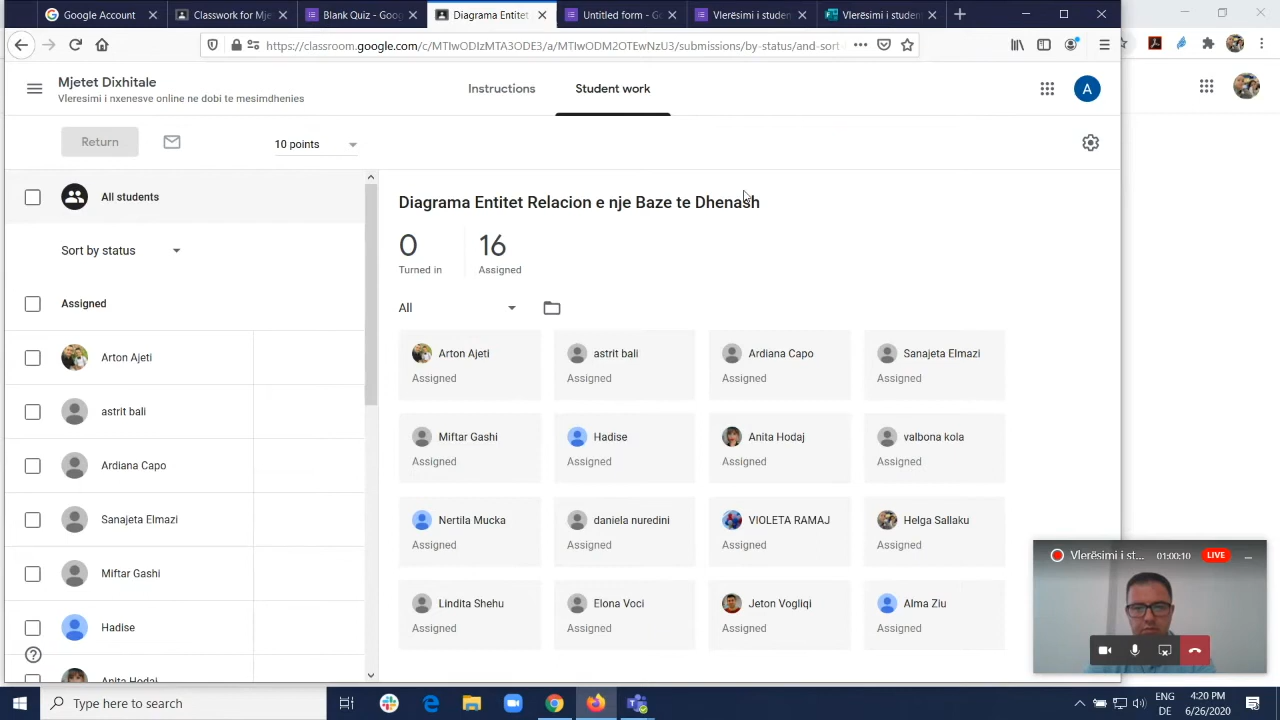 Google Account
Classwork for Mje
Blank Quiz - Goog
Diagrama Entitet
Untitled form - Go
Vlerësimi i studen
Vlerësimi i studen
https://classroom.google.com/c/MTIwODIzMTA3ODE3/a/MTIwODM2OTEwNzU3/submissions/by-status/and-sort
Mjetet Dixhitale
Vleresimi i nxenesve online ne dobi te mesimdhenies
Instructions
Student work
A
Return
10 points
All students
Sort by status
Assigned
Arton Ajeti
astrit bali
Ardiana Capo
Sanajeta Elmazi
Miftar Gashi
Hadise
Anita Hodaj
Diagrama Entitet Relacion e nje Baze te Dhenash
0
16
Turned in
Assigned
All
Arton Ajeti
Assigned
astrit bali
Assigned
Ardiana Capo
Assigned
Sanajeta Elmazi
Assigned
Miftar Gashi
Assigned
Hadise
Assigned
Anita Hodaj
Assigned
valbona kola
Assigned
Nertila Mucka
Assigned
daniela nuredini
Assigned
VIOLETA RAMAJ
Assigned
Helga Sallaku
Assigned
Lindita Shehu
Assigned
Elona Voci
Assigned
Jeton Vogliqi
Assigned
Alma Ziu
Assigned
Vlerësimi i st...
01:00:10
LIVE
Type here to search
ENG
DE
4:20 PM
6/26/2020